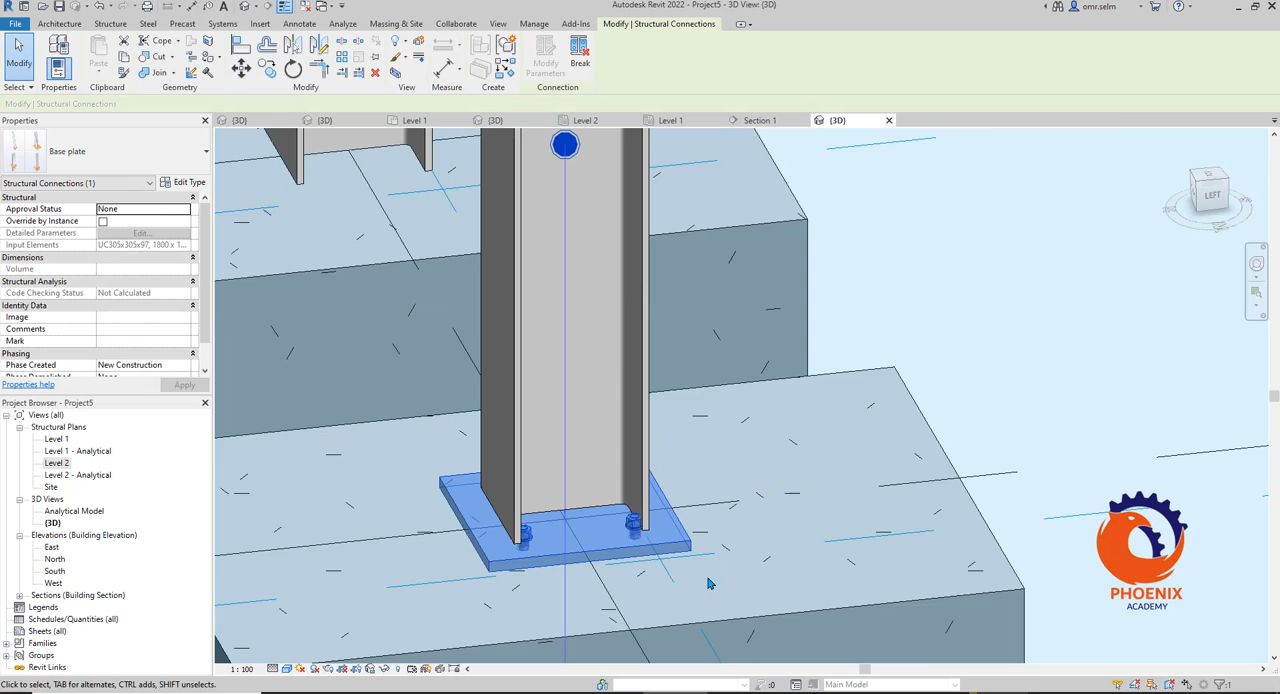 Autodesk Revit 2022 - Project5 - 3D View: {3D}
omr.selm
File Architecture Structure Steel Precast Systems Insert Annotate Analyze Massing & Site Collaborate View Manage Add-Ins Modify | Structural Connections
Modify
Properties
Paste
Cope
Cut
Join
Modify Parameters
Break
Select Properties Clipboard Geometry Modify View Measure Create Connection
Modify | Structural Connections
Properties
{3D} {3D} Level 1 {3D} Level 2 Level 1 Section 1 {3D}
Base plate
Structural Connections (1) Edit Type
Structural
Approval Status None
Override by Instance
Detailed Parameters Edit...
Input Elements UC305x305x97, 1800 x 1...
Dimensions
Volume
Structural Analysis
Code Checking Status Not Calculated
Identity Data
Image
Comments
Mark
Phasing
Phase Created New Construction
Properties help Apply
Project Browser - Project5
Views (all)
Structural Plans
Level 1
Level 1 - Analytical
Level 2
Level 2 - Analytical
Site
3D Views
Analytical Model
{3D}
Elevations (Building Elevation)
East
North
South
West
Sections (Building Section)
Legends
Schedules/Quantities (all)
Sheets (all)
Families
Groups
Revit Links
LEFT
PHOENIX
ACADEMY
1 : 100
Click to select, TAB for alternates, CTRL adds, SHIFT unselects.
:0
Main Model
:1